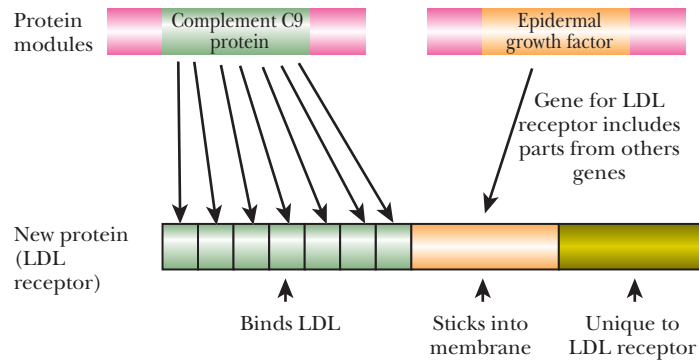 Protein
modules
Complement C9
protein
Epidermal
growth factor
Gene for LDL
receptor includes
parts from others
genes
New protein
(LDL
receptor)
Binds LDL
Sticks into
membrane
Unique to
LDL receptor